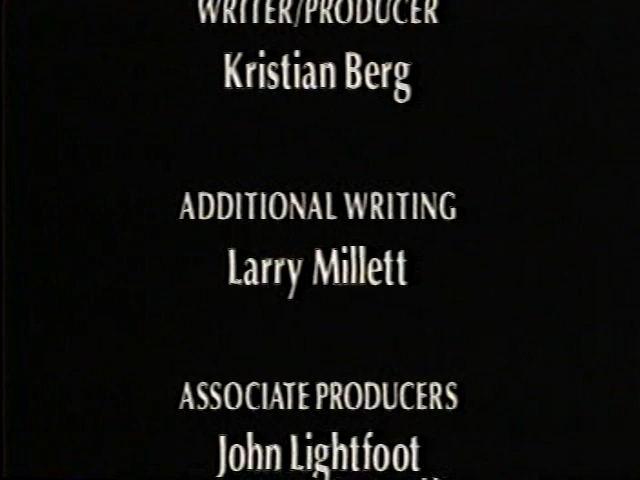 WRITER/PRODUCER
Kristian Berg
ADDITIONAL WRITING
Larry Millett
ASSOCIATE PRODUCERS
John Lightfoot